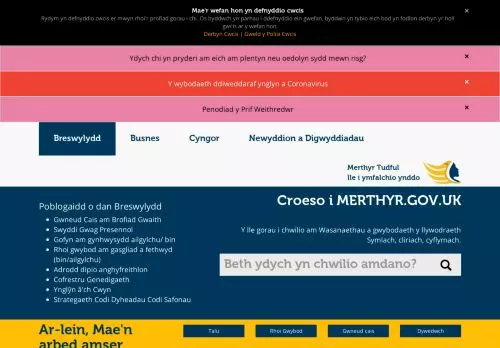 Mae'r wefan hon yn defnyddio cwcis
Rydym yn defnyddio cwcis er mwyn rhoi'r profiad gorau i chi. Os byddwch yn parhau i ddefnyddio ein gwefan, byddwn yn tybio eich bod yn fodlon derbyn yr holl
gwcis ar y wefan hon.
Derbyn Cwcis | Gweld y Polisi Cwcis
Ydych chi yn pryderi am eich am plentyn neu oedolyn sydd mewn risg? ×
Y wybodaeth ddiweddaraf ynglyn a Coronavirus ×
Penodiad y Prif Weithredwr ×
Breswylydd Busnes Cyngor Newyddion a Digwyddiadau
Merthyr Tudful
lle i ymfalchïo ynddo
Croeso i MERTHYR.GOV.UK
Poblogaidd o dan Breswylydd
Gwneud Cais am Brofiad Gwaith
Swyddi Gwag Presennol
Gofyn am gynhwysydd ailgylchu/ bin
Rhoi gwybod am gasgliad a fethwyd
(bin/ailgylchu)
Adrodd dipio anghyfreithlon
Cofrestru Genedigaeth
Ynglŷn â'ch Cwyn
Strategaeth Codi Dyheadau Codi Safonau
Y lle gorau i chwilio am Wasanaethau a gwybodaeth y llywodraeth
Symlach, cliriach, cyflymach.
Beth ydych yn chwilio amdano?
Ar-lein, Mae'n
arbed amser
Talu Rhoi Gwybod Gwneud cais Dywedwch